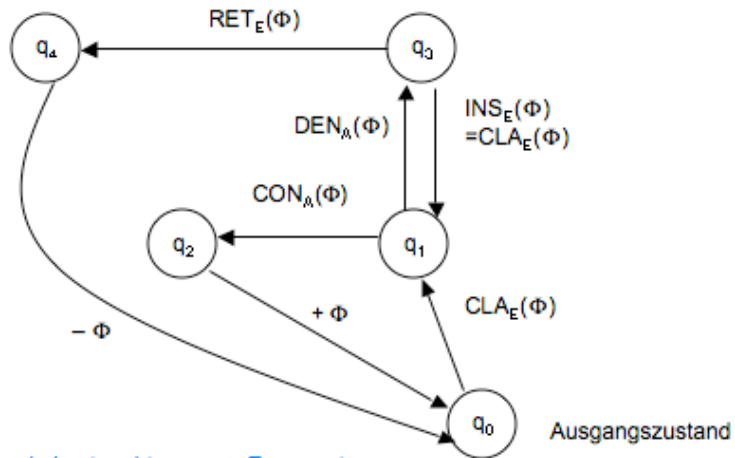 RET_E(Φ)
q₄
q₃
INS_E(Φ)
=CLA_E(Φ)
DEN_A(Φ)
CON_A(Φ)
q₂
q₁
CLA_E(Φ)
+ Φ
– Φ
q₀
Ausgangszustand